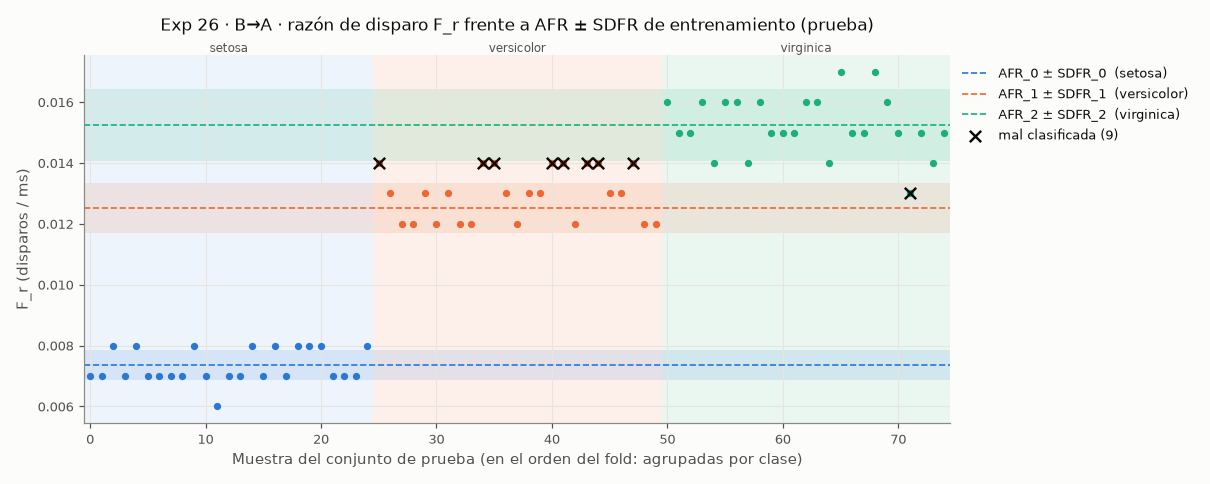 Exp 26 · B→A · razón de disparo F_r frente a AFR ± SDFR de entrenamiento (prueba)
setosa versicolor virginica
AFR_0 ± SDFR_0 (setosa)
AFR_1 ± SDFR_1 (versicolor)
AFR_2 ± SDFR_2 (virginica)
mal clasificada (9)
F_r (disparos / ms)
0.016
0.014
0.012
0.010
0.008
0.006
0 10 20 30 40 50 60 70
Muestra del conjunto de prueba (en el orden del fold: agrupadas por clase)